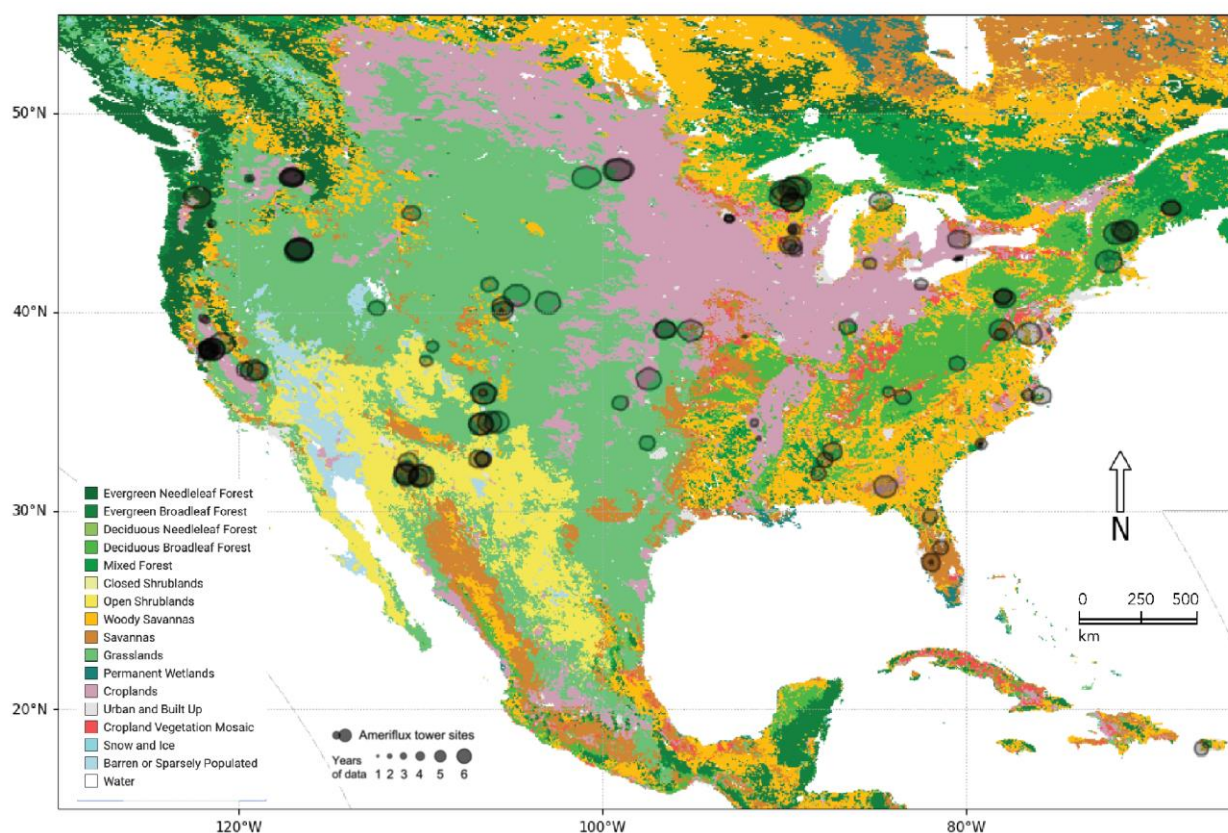 50°N
40°N
30°N
20°N
120°W
100°W
80°W
Evergreen Needleleaf Forest
Evergreen Broadleaf Forest
Deciduous Needleleaf Forest
Deciduous Broadleaf Forest
Mixed Forest
Closed Shrublands
Open Shrublands
Woody Savannas
Savannas
Grasslands
Permanent Wetlands
Croplands
Urban and Built Up
Cropland Vegetation Mosaic
Snow and Ice
Barren or Sparsely Populated
Water
Ameriflux tower sites
Years
of data
1 2 3 4 5 6
N
0 250 500
km